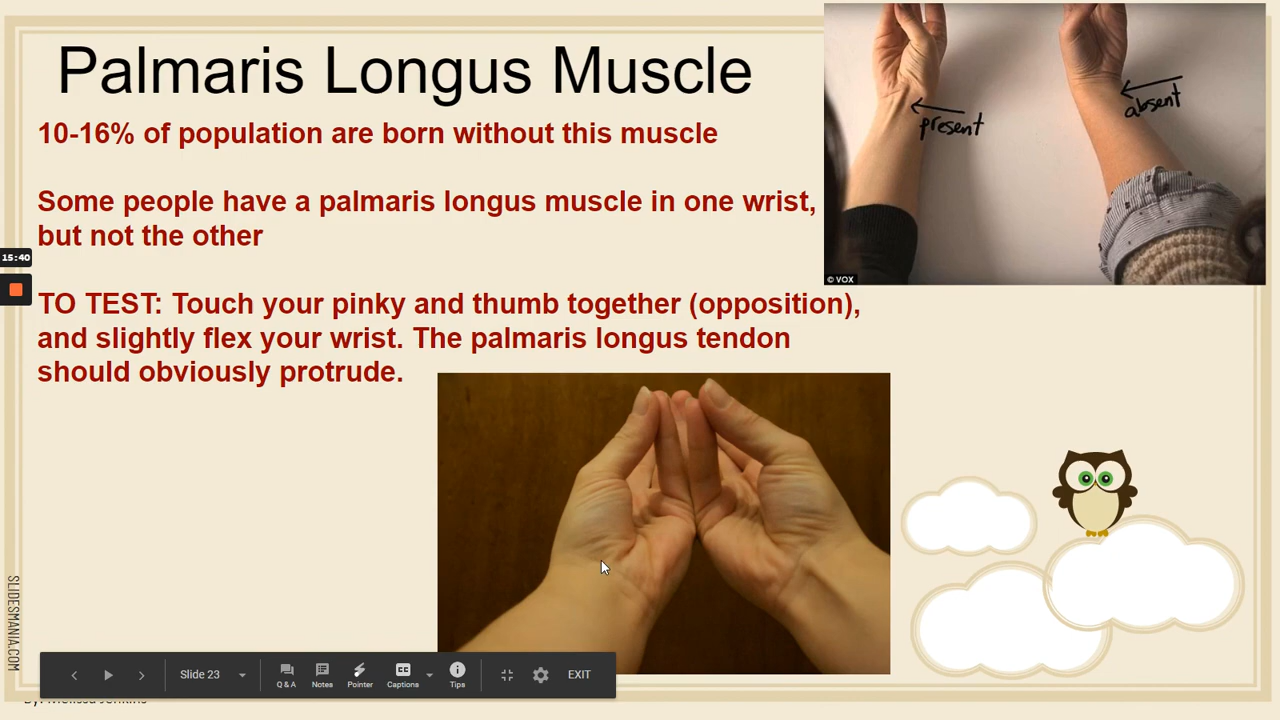 Palmaris Longus Muscle
10-16% of population are born without this muscle
Some people have a palmaris longus muscle in one wrist,
but not the other
TO TEST: Touch your pinky and thumb together (opposition),
and slightly flex your wrist. The palmaris longus tendon
should obviously protrude.
present
absent
© VOX
15:40
SLIDESMANIA.COM
Slide 23
Q & A
Notes
Pointer
CC
Captions
Tips
EXIT